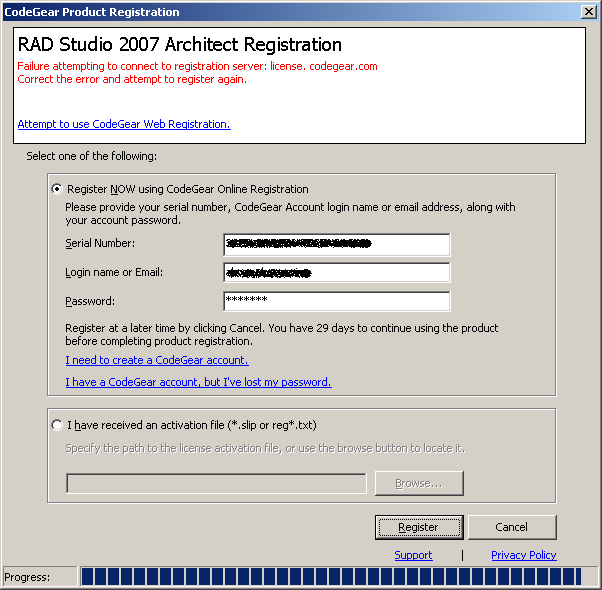 CodeGear Product Registration
RAD Studio 2007 Architect Registration
Failure attempting to connect to registration server: license. codegear.com
Correct the error and attempt to register again.
Attempt to use CodeGear Web Registration.
Select one of the following:
Register NOW using CodeGear Online Registration
Please provide your serial number, CodeGear Account login name or email address, along with
your account password.
Serial Number:
Login name or Email:
Password: *******
Register at a later time by clicking Cancel. You have 29 days to continue using the product
before completing product registration.
I need to create a CodeGear account.
I have a CodeGear account, but I've lost my password.
I have received an activation file (*.slip or reg*.txt)
Specify the path to the license activation file, or use the browse button to locate it.
Browse...
Register Cancel
Support | Privacy Policy
Progress: